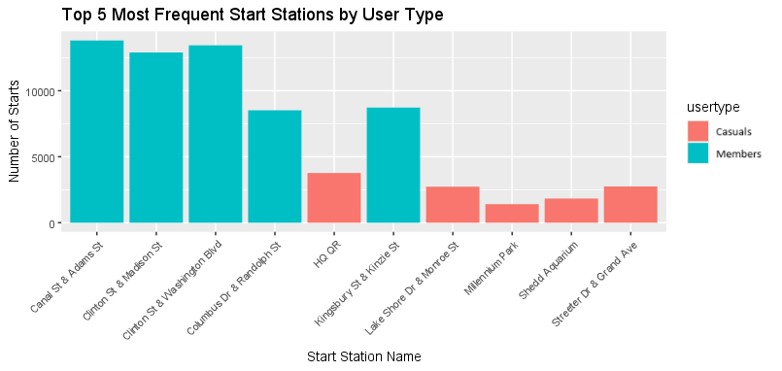 Top 5 Most Frequent Start Stations by User Type
Number of Starts
10000
5000
0
usertype
Casuals
Members
Canal St & Adams St
Clinton St & Madison St
Clinton St & Washington Blvd
Columbus Dr & Randolph St
HQ QR
Kingsbury St & Kinzie St
Lake Shore Dr & Monroe St
Millennium Park
Shedd Aquarium
Streeter Dr & Grand Ave
Start Station Name